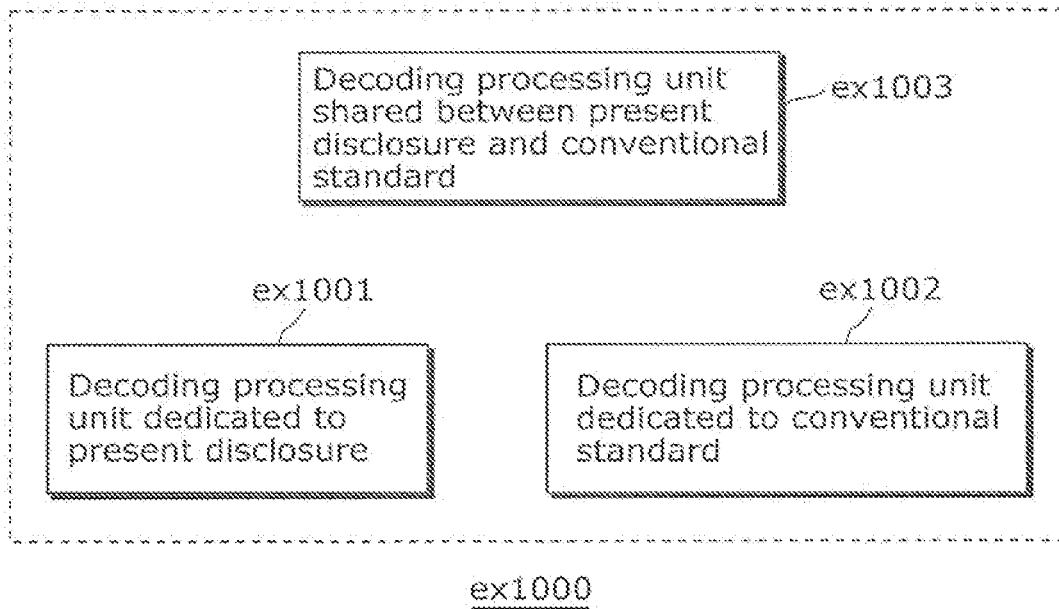 Decoding processing unit
shared between present
disclosure and conventional
standard
ex1003
ex1001
ex1002
Decoding processing
unit dedicated to
present disclosure
Decoding processing unit
dedicated to conventional
standard
ex1000